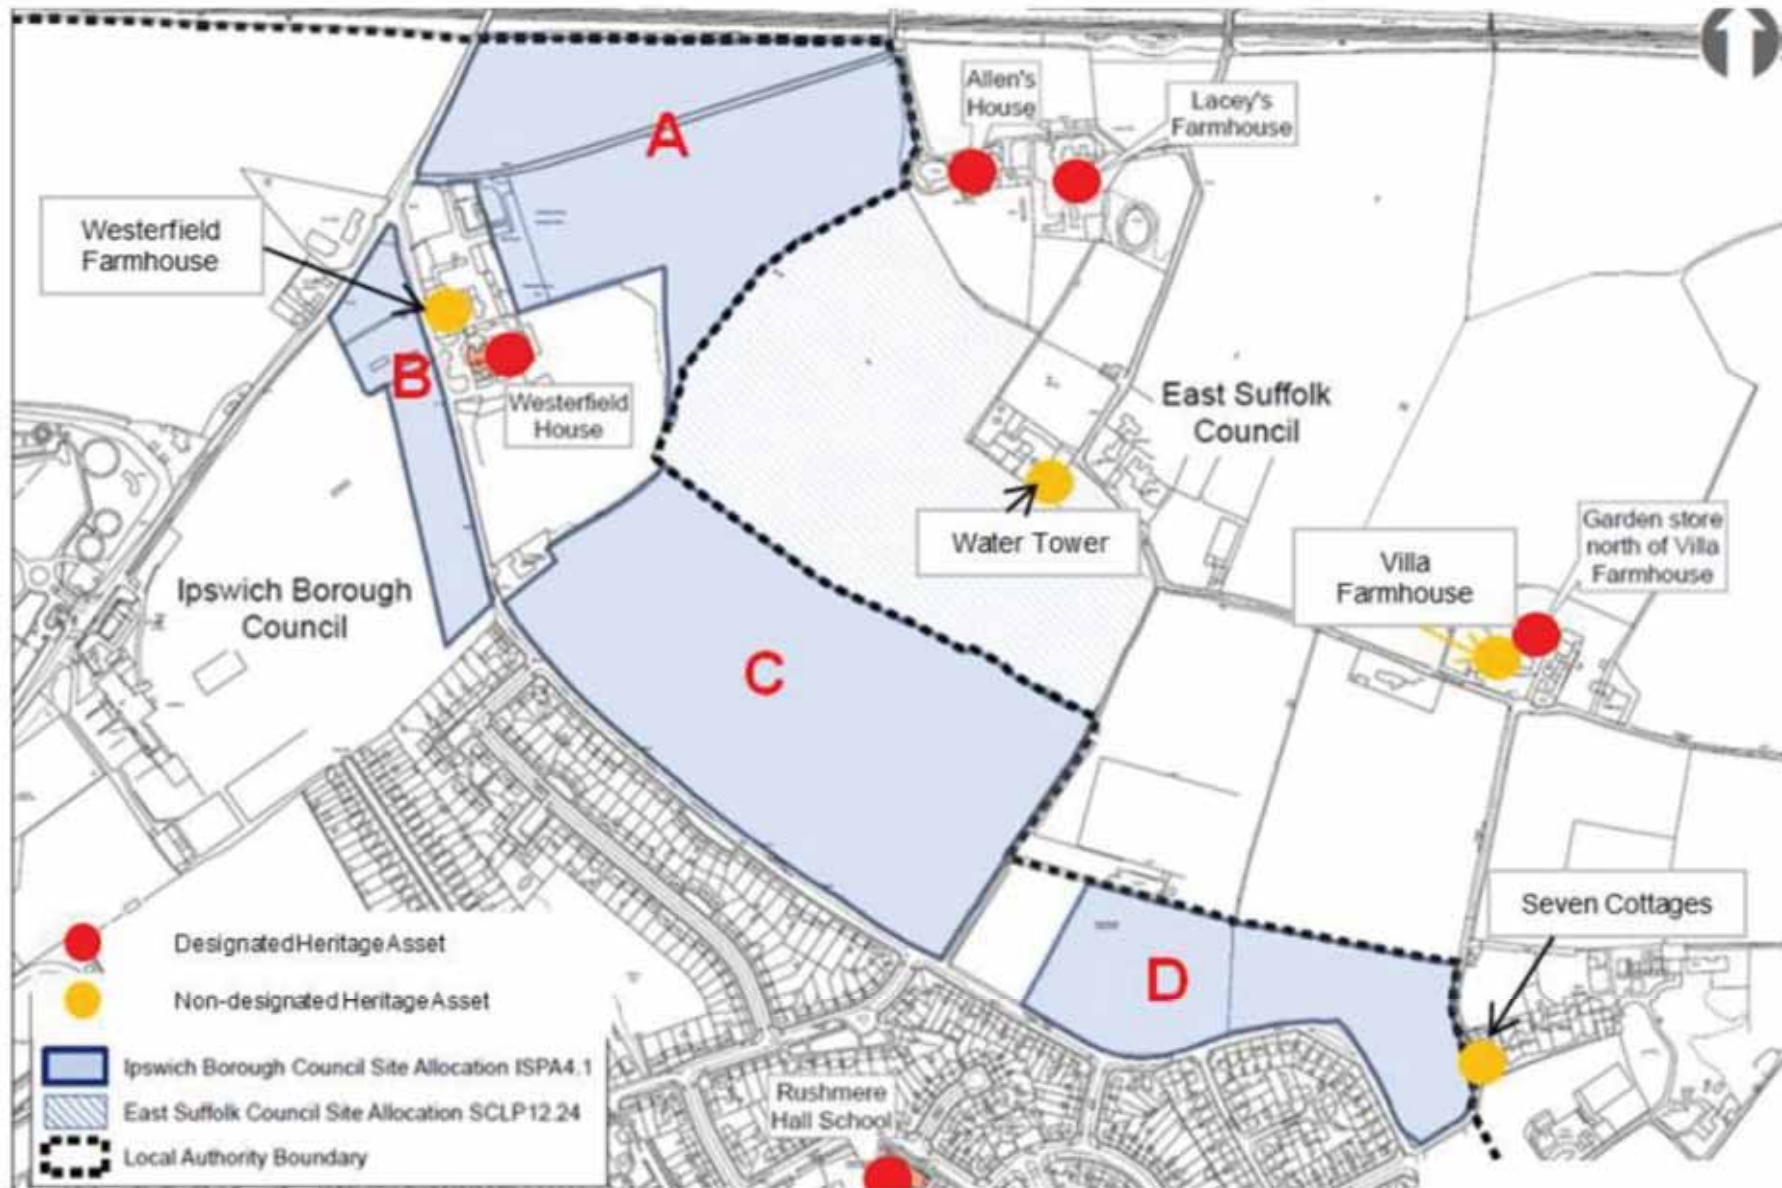 Allen's
House
Lacey's
Farmhouse
A
Westerfield
Farmhouse
B
Westerfield
House
East Suffolk
Council
Water Tower
Garden store
north of Villa
Farmhouse
Villa
Farmhouse
Ipswich Borough
Council
C
Seven Cottages
D
Designated Heritage Asset
Non-designated Heritage Asset
Ipswich Borough Council Site Allocation ISPA4.1
East Suffolk Council Site Allocation SCLP12.24
Local Authority Boundary
Rushmere
Hall School